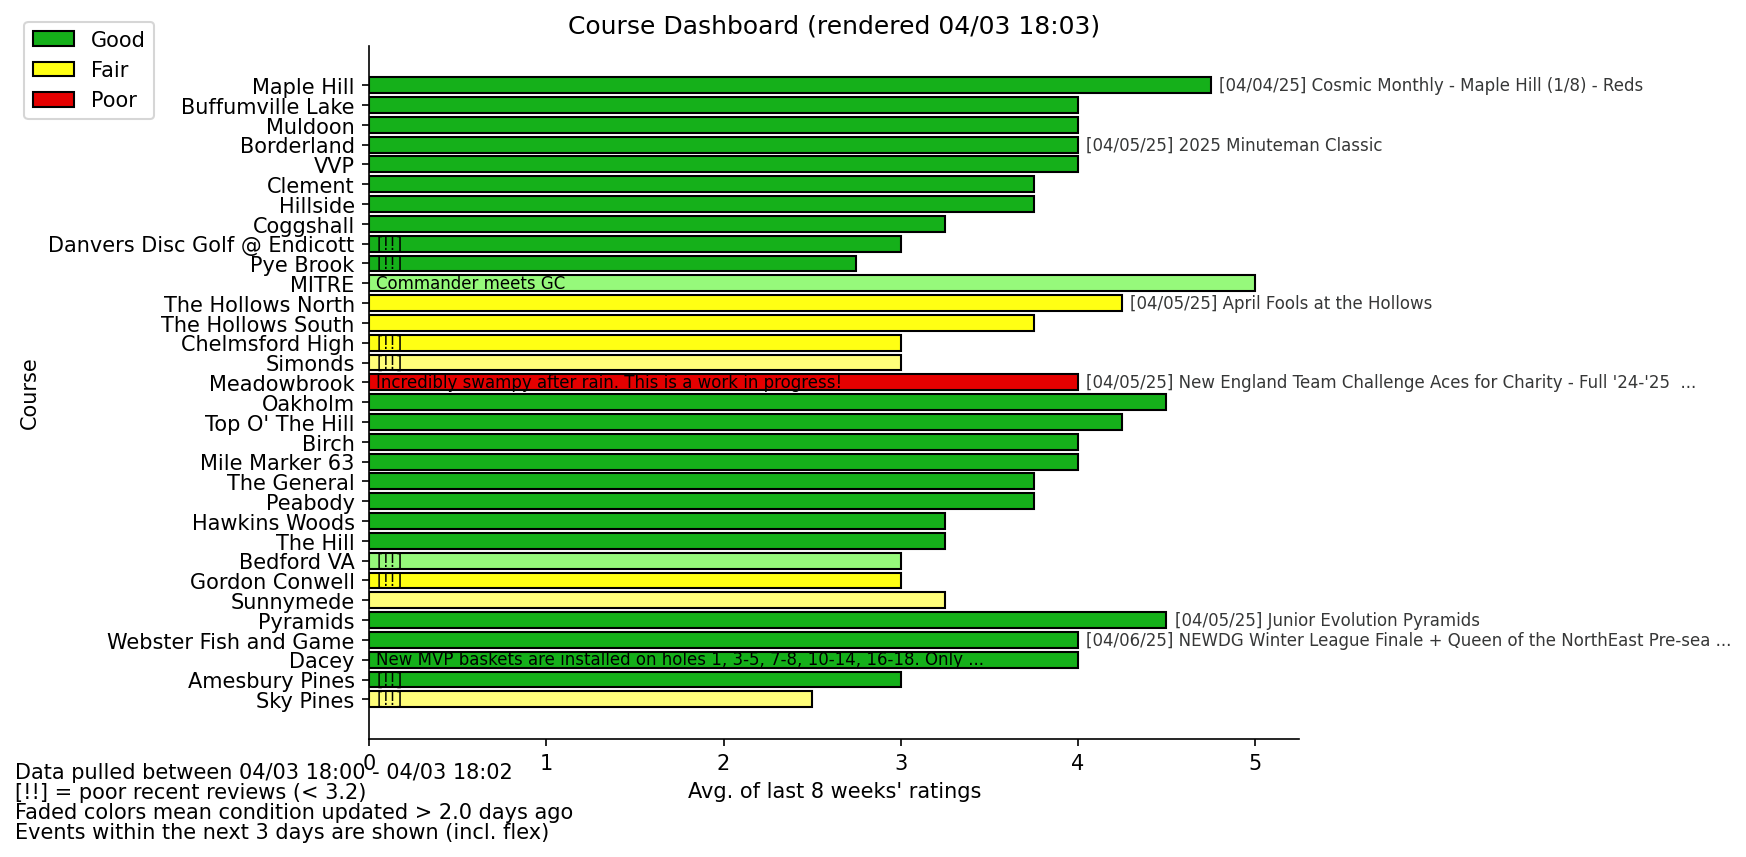 Course Dashboard (rendered 04/03 18:03)
Good
Fair
Poor
Course
Maple Hill [04/04/25] Cosmic Monthly - Maple Hill (1/8) - Reds
Buffumville Lake
Muldoon
Borderland [04/05/25] 2025 Minuteman Classic
VVP
Clement
Hillside
Coggshall
Danvers Disc Golf @ Endicott [!!]
Pye Brook [!!]
MITRE Commander meets GC
The Hollows North [04/05/25] April Fools at the Hollows
The Hollows South
Chelmsford High [!!]
Simonds [!!]
Meadowbrook Incredibly swampy after rain. This is a work in progress! [04/05/25] New England Team Challenge Aces for Charity - Full '24-'25 ...
Oakholm
Top O' The Hill
Birch
Mile Marker 63
The General
Peabody
Hawkins Woods
The Hill
Bedford VA [!!]
Gordon Conwell [!!]
Sunnymede
Pyramids [04/05/25] Junior Evolution Pyramids
Webster Fish and Game [04/06/25] NEWDG Winter League Finale + Queen of the NorthEast Pre-sea ...
Dacey New MVP baskets are installed on holes 1, 3-5, 7-8, 10-14, 16-18. Only ...
Amesbury Pines [!!]
Sky Pines [!!]
0 1 2 3 4 5
Avg. of last 8 weeks' ratings
Data pulled between 04/03 18:00 - 04/03 18:02
[!!] = poor recent reviews (< 3.2)
Faded colors mean condition updated > 2.0 days ago
Events within the next 3 days are shown (incl. flex)